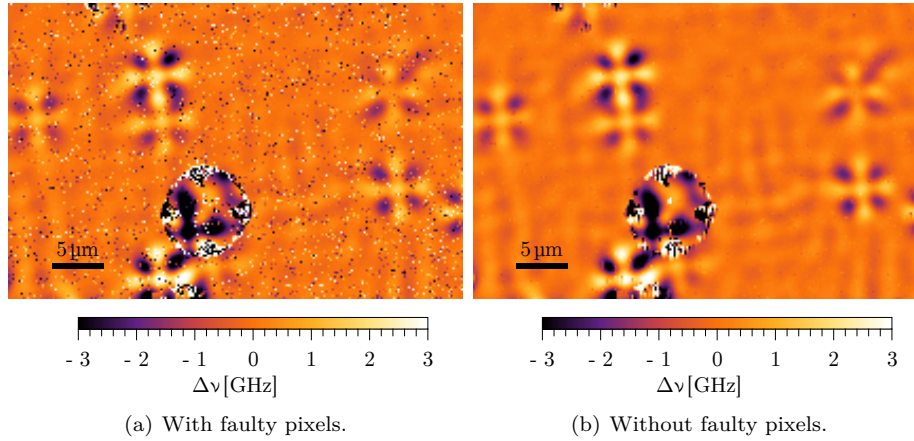 5 µm
5 µm
- 3 - 2 - 1 0 1 2 3
- 3 - 2 - 1 0 1 2 3
Δν [GHz]
Δν [GHz]
(a) With faulty pixels.
(b) Without faulty pixels.